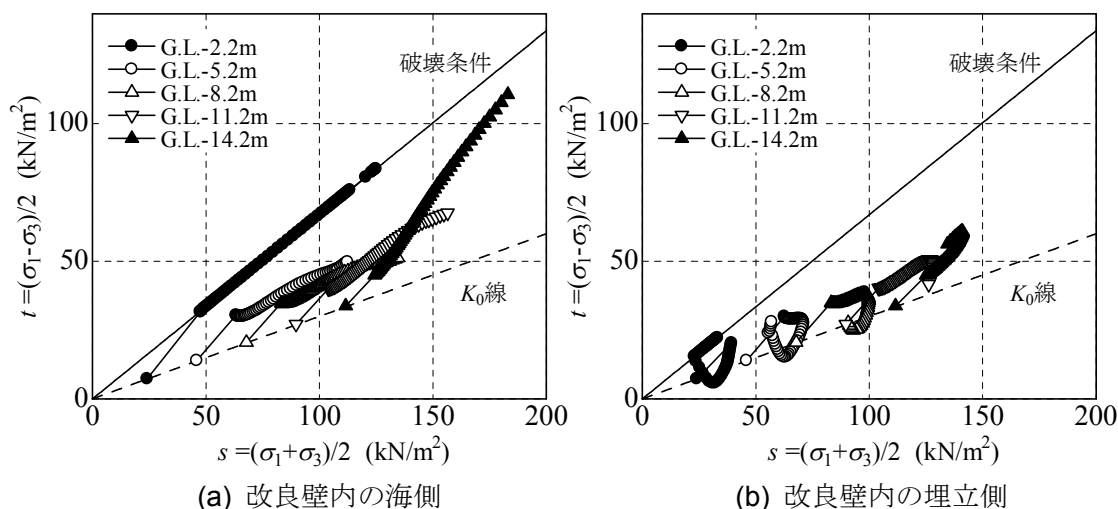 G.L.-2.2m
G.L.-5.2m
G.L.-8.2m
G.L.-11.2m
G.L.-14.2m
破壊条件
K₀線
100
50
0
0
50
100
150
200
t =(σ₁-σ₃)/2 (kN/m²)
s =(σ₁+σ₃)/2 (kN/m²)
(a) 改良壁内の海側
G.L.-2.2m
G.L.-5.2m
G.L.-8.2m
G.L.-11.2m
G.L.-14.2m
破壊条件
K₀線
100
50
0
0
50
100
150
200
t =(σ₁-σ₃)/2 (kN/m²)
s =(σ₁+σ₃)/2 (kN/m²)
(b) 改良壁内の埋立側